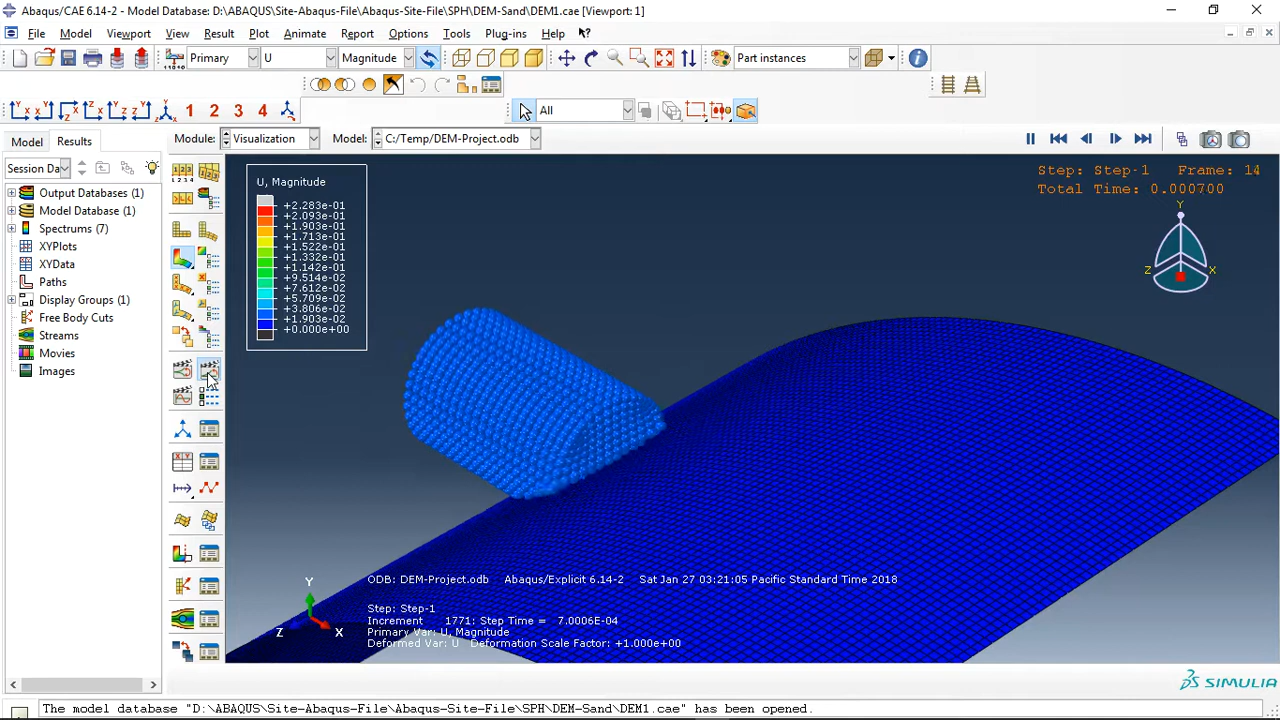 Abaqus/CAE 6.14-2 - Model Database: D:\ABAQUS\Site-Abaqus-File\Abaqus-Site-File\SPH\DEM-Sand\DEM1.cae [Viewport: 1]
File Model Viewport View Result Plot Animate Report Options Tools Plug-ins Help
Primary U Magnitude Part instances
1 2 3 4 All
Model Results Module: Visualization Model: C:/Temp/DEM-Project.odb
Session Da
Output Databases (1)
Model Database (1)
Spectrums (7)
XYPlots
XYData
Paths
Display Groups (1)
Free Body Cuts
Streams
Movies
Images
U, Magnitude
+2.283e-01
+2.093e-01
+1.903e-01
+1.713e-01
+1.522e-01
+1.332e-01
+1.142e-01
+9.514e-02
+7.612e-02
+5.709e-02
+3.806e-02
+1.903e-02
+0.000e+00
Step: Step-1 Frame: 14
Total Time: 0.000700
Y
Z X
ODB: DEM-Project.odb Abaqus/Explicit 6.14-2 Jan 27 03:21:05 Pacific Standard Time 2018
Step: Step-1
Increment 1771: Step Time = 7.0006E-04
Primary Var: U, Magnitude
Deformed Var: U Deformation Scale Factor: +1.000e+00
Y
Z X
SIMULIA
The model database "D:\ABAQUS\Site-Abaqus-File\Abaqus-Site-File\SPH\DEM-Sand\DEM1.cae" has been opened.